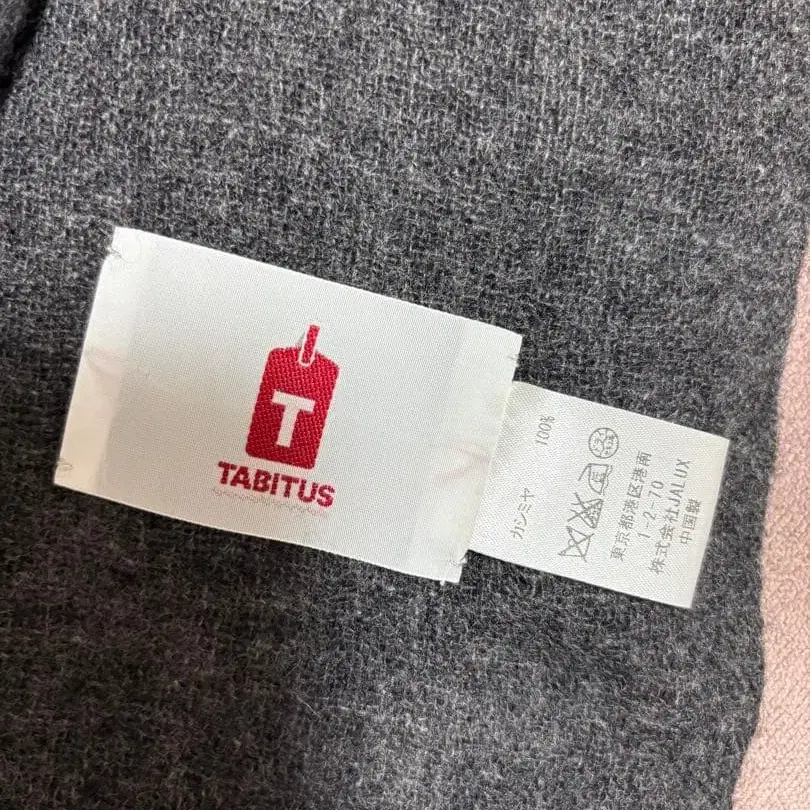 T
TABITUS
カシミヤ 100%
東京都港区港南
1-2-70
株式会社JALUX
中国製